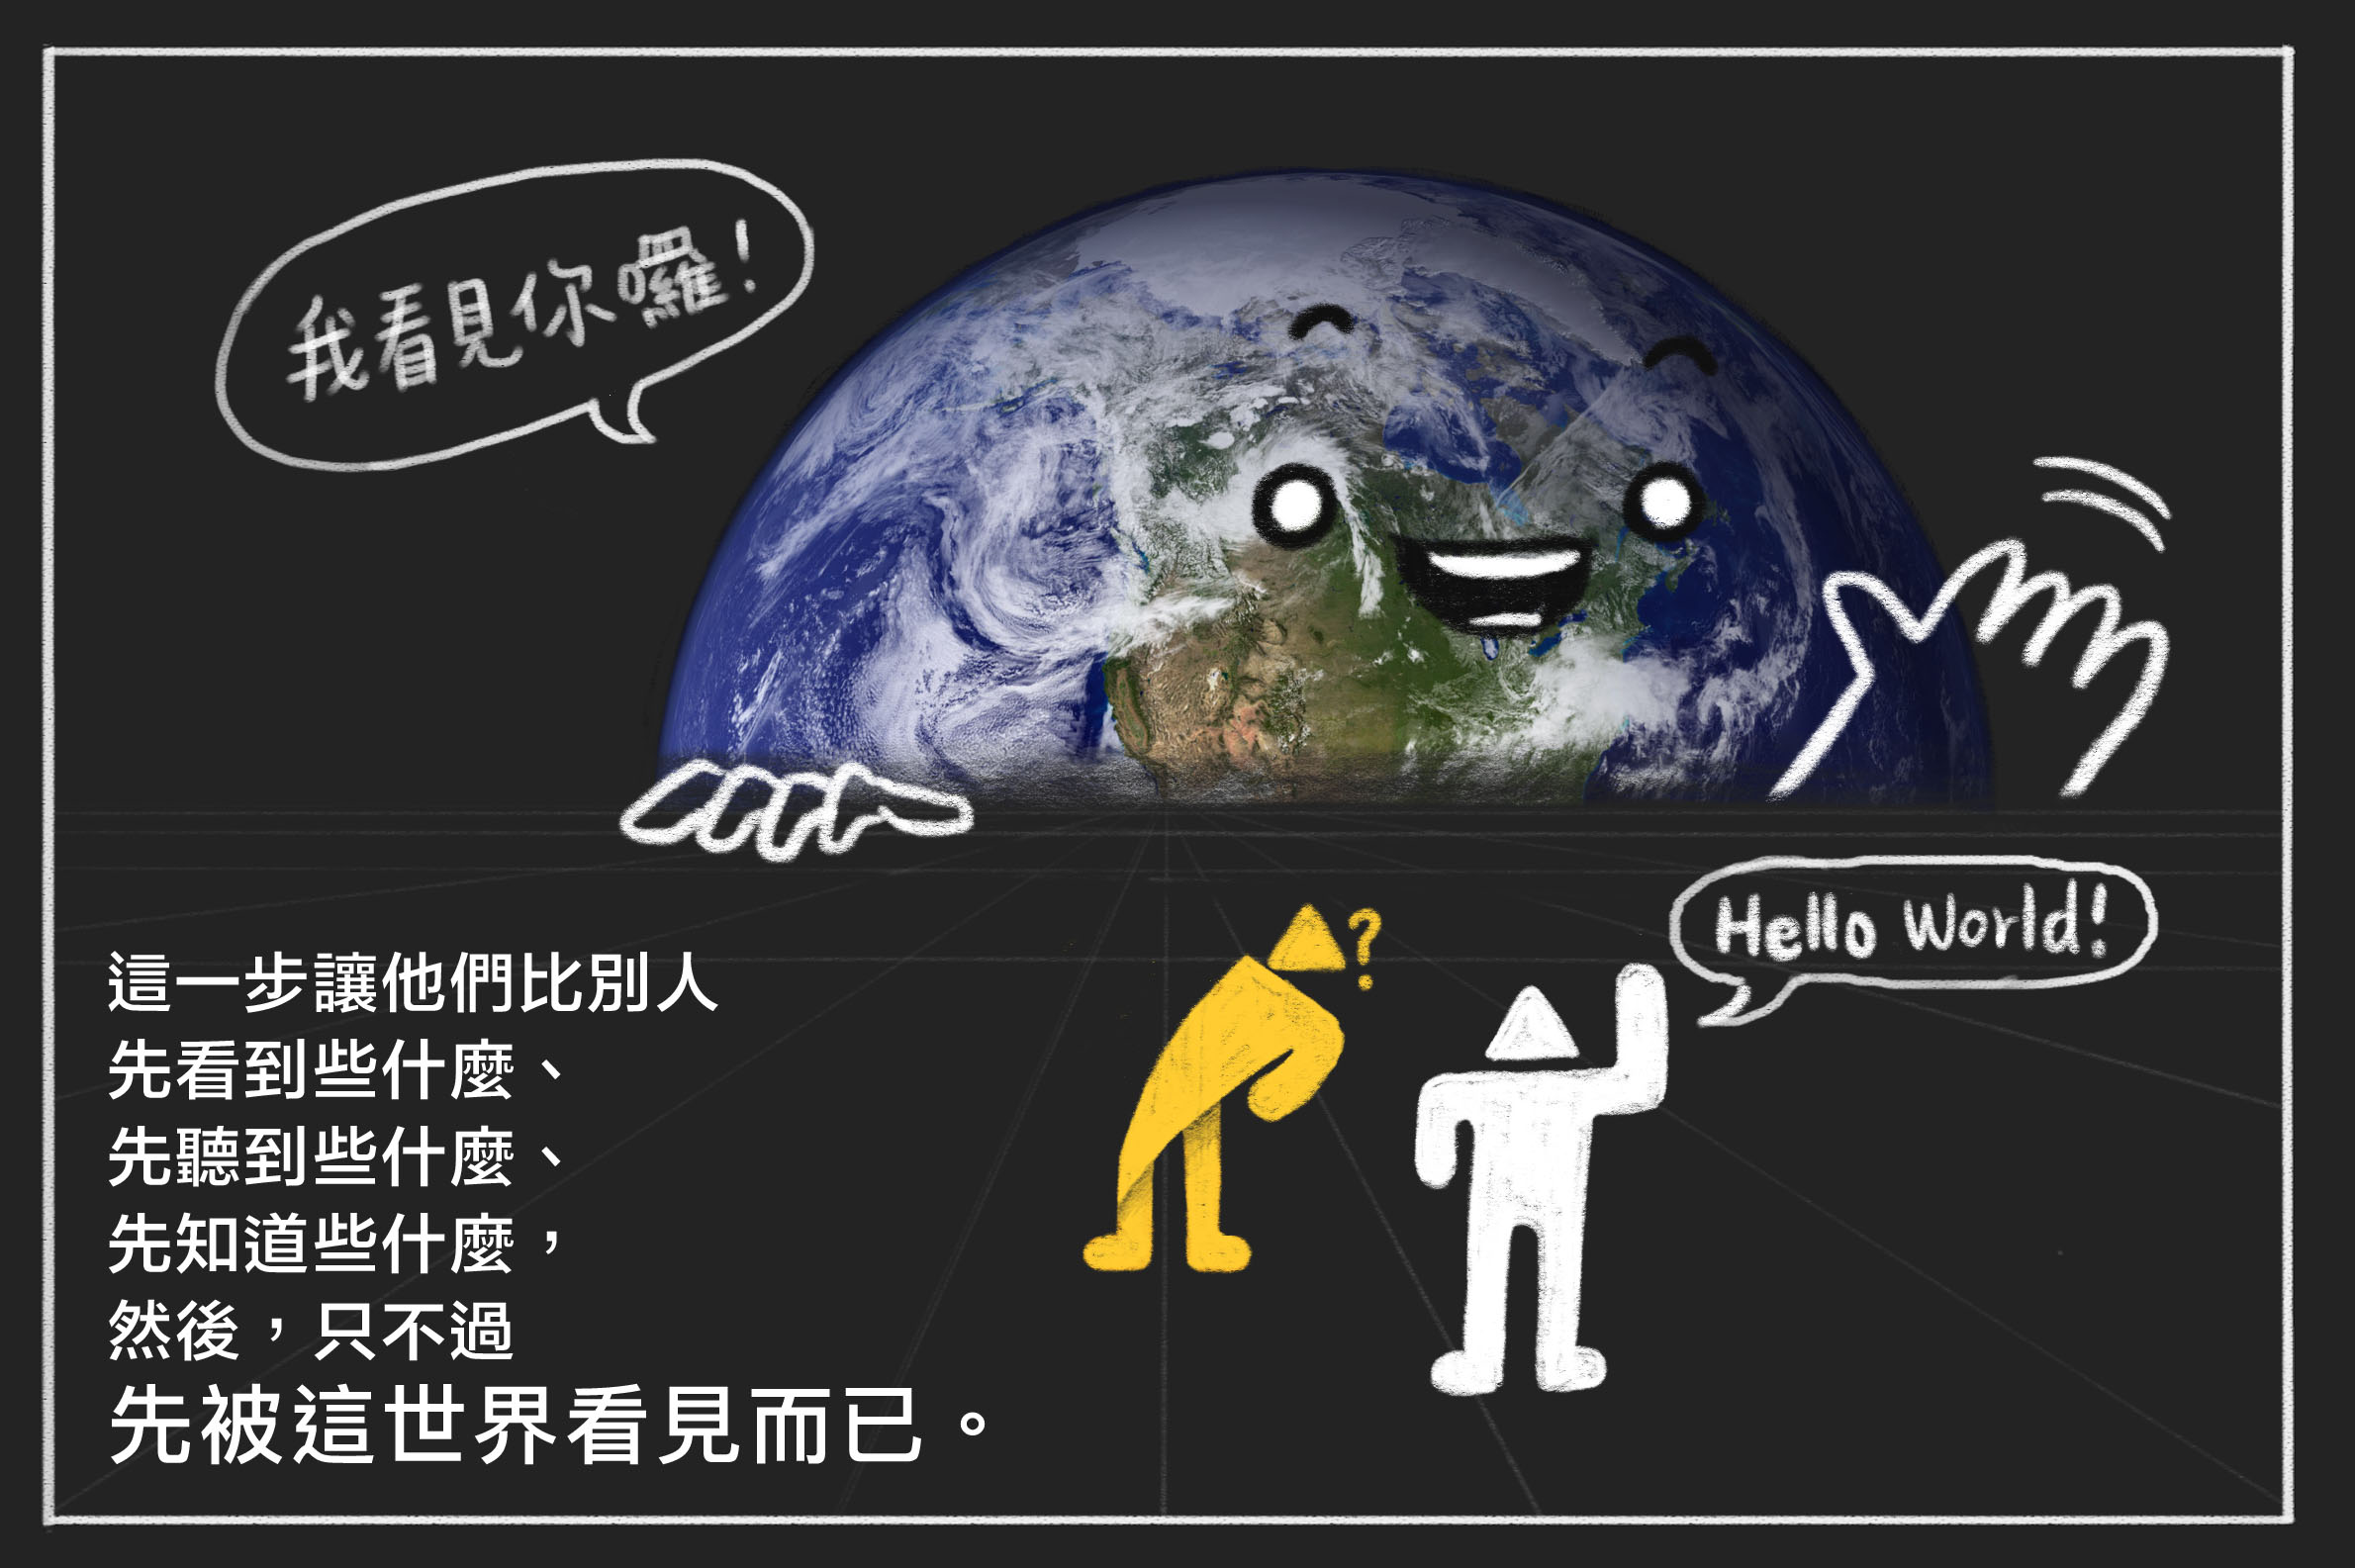 我看見你囉!
Hello World!
這一步讓他們比別人
先看到些什麼、
先聽到些什麼、
先知道些什麼，
然後，只不過
先被這世界看見而已。